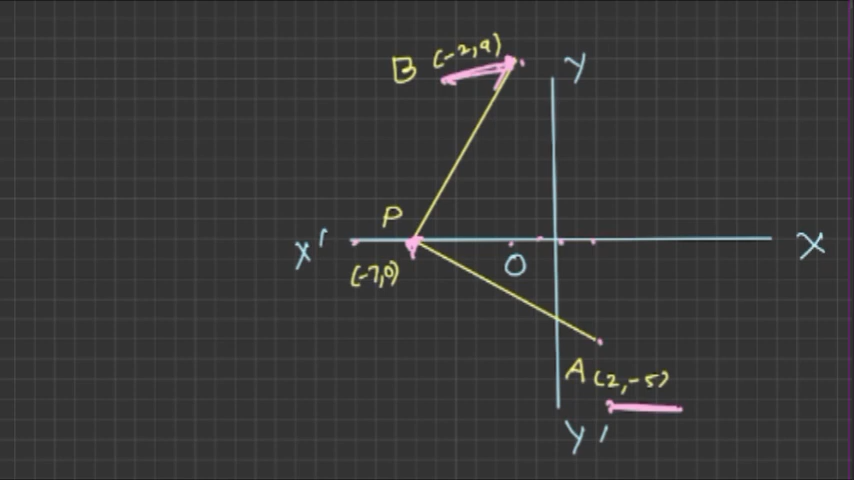 B (-2,9)
Y
P
X'
X
(-7,0)
O
A (2,-5)
Y'